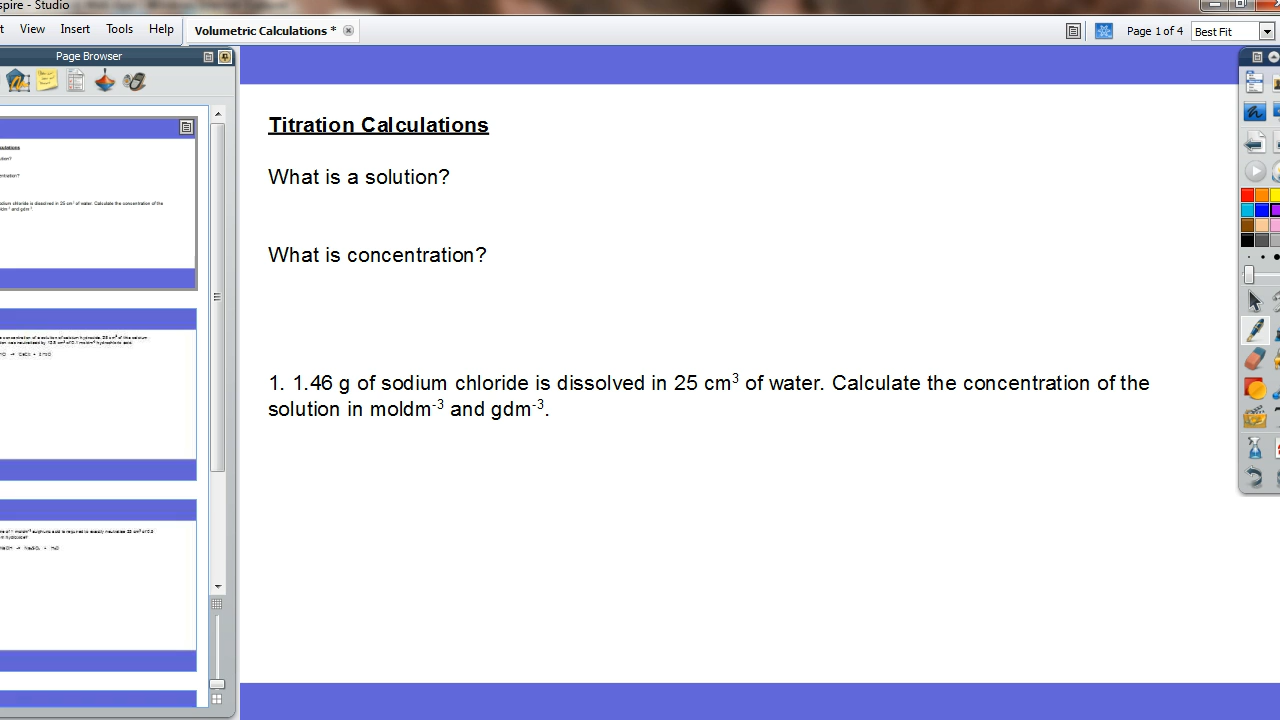 spire - Studio
t View Insert Tools Help Volumetric Calculations * Page 1 of 4 Best Fit
Page Browser
Titration Calculations
What is a solution?
What is concentration?
1. 1.46 g of sodium chloride is dissolved in 25 cm³ of water. Calculate the concentration of the
solution in moldm⁻³ and gdm⁻³.